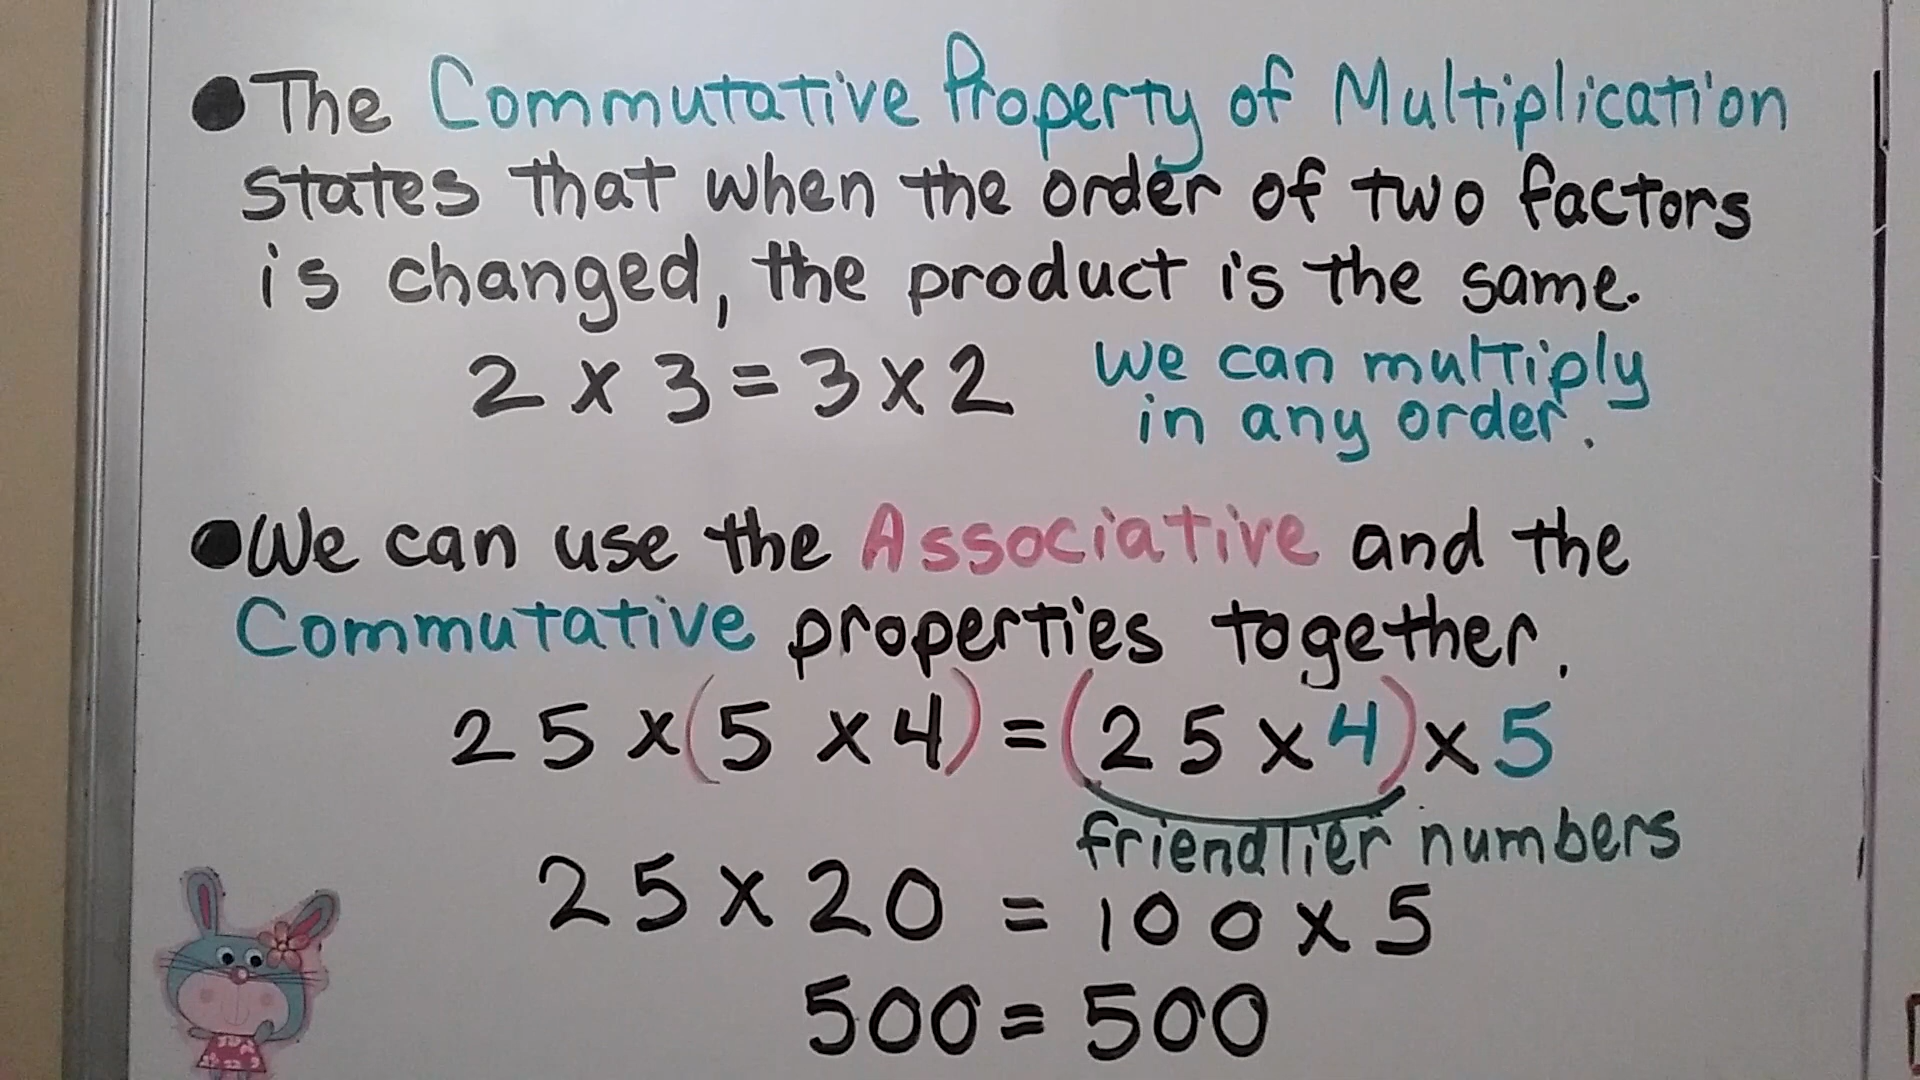 ●The Commutative Property of Multiplication
states that when the order of two factors
is changed, the product is the same.
2 x 3 = 3 x 2
we can multiply
in any order.
●We can use the Associative and the
Commutative properties together.
25 x (5 x 4) = (25 x 4) x 5
friendlier numbers
25 x 20 = 100 x 5
500 = 500